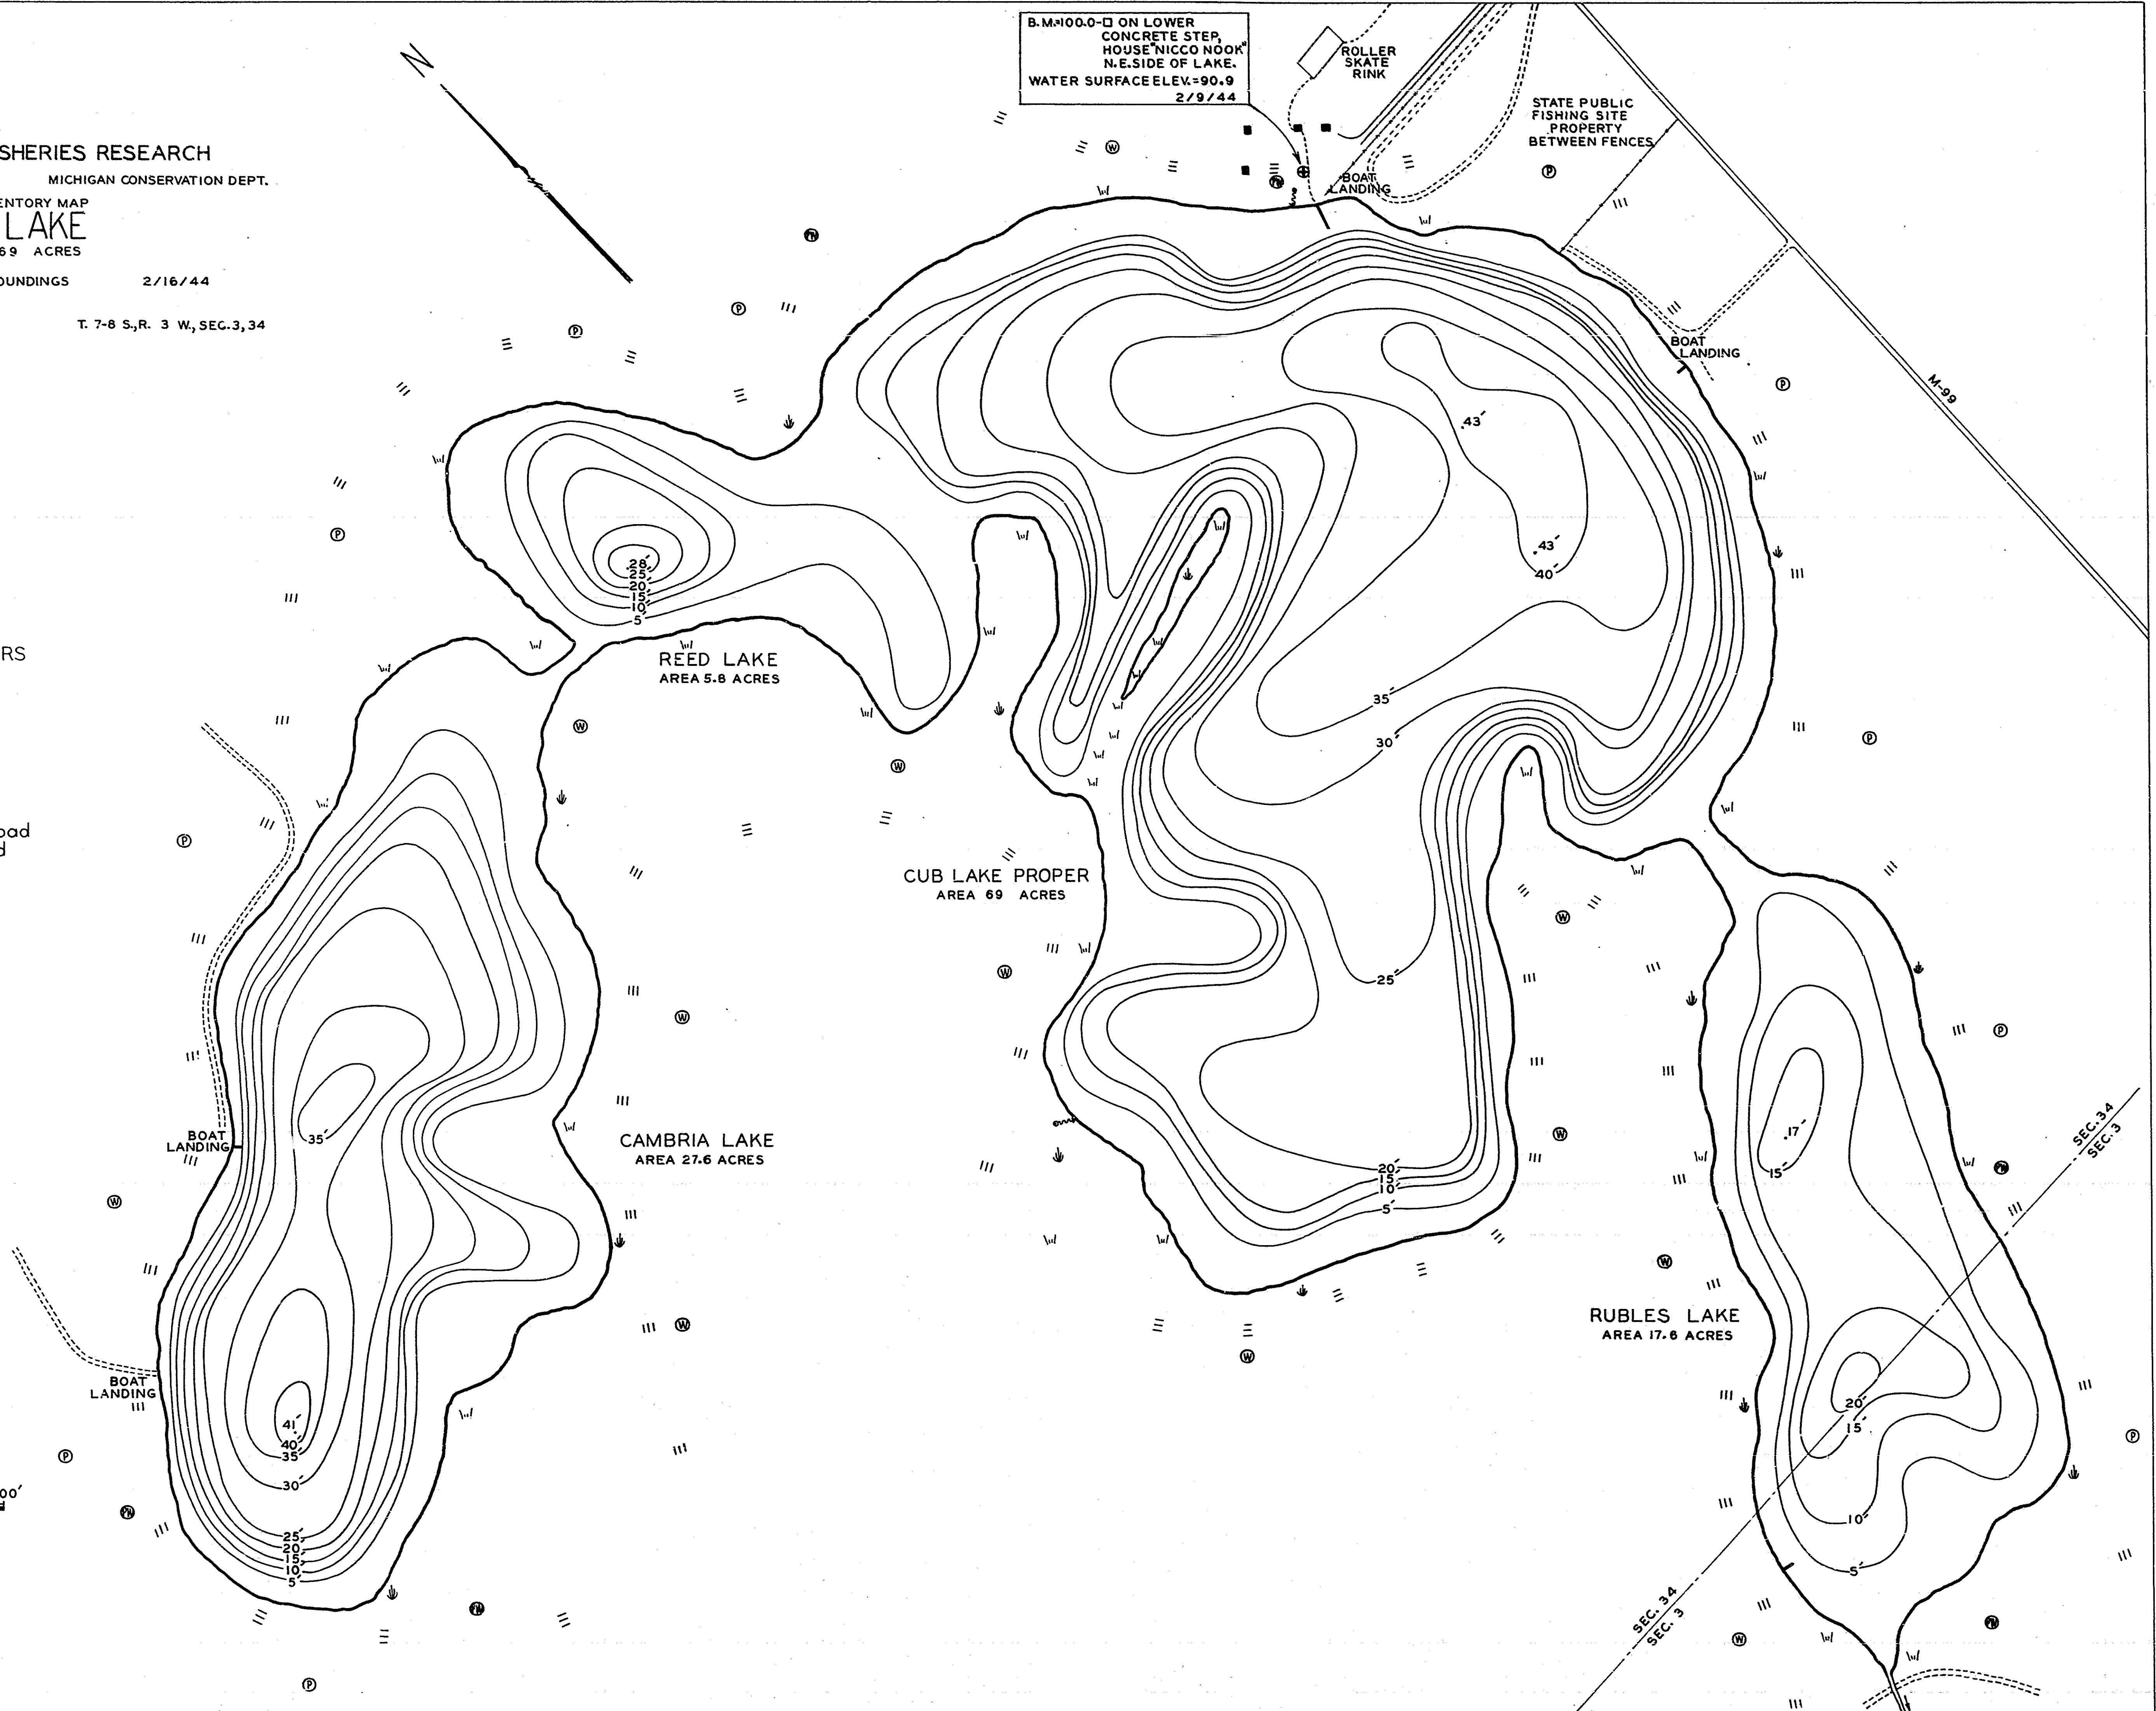 N
SHERIES RESEARCH
MICHIGAN CONSERVATION DEPT.
ENTORY MAP
LAKE
69 ACRES
OUNDINGS 2/16/44
T. 7-8 S.,R. 3 W., SEC.3,34
RS
oad
d
00'
B.M.=100.0-□ ON LOWER
CONCRETE STEP,
HOUSE "NICCO NOOK"
N.E.SIDE OF LAKE.
WATER SURFACE ELEV.=90.9
2/9/44
ROLLER
SKATE
RINK
STATE PUBLIC
FISHING SITE
PROPERTY
BETWEEN FENCES
BOAT
LANDING
BOAT
LANDING
M-99
43'
43'
40'
35'
30'
25'
20'
15'
10'
5'
CUB LAKE PROPER
AREA 69 ACRES
28'
25'
20'
15'
10'
5'
REED LAKE
AREA 5.8 ACRES
CAMBRIA LAKE
AREA 27.6 ACRES
BOAT
LANDING
35'
BOAT
LANDING
41'
40'
35'
30'
25'
20'
15'
10'
5'
RUBLES LAKE
AREA 17.6 ACRES
17'
15'
20'
15'
10'
5'
SEC. 34
SEC. 3
SEC. 34
SEC. 3
W
P
P
P
P
P
P
P
P
P
P
P
W
W
W
W
W
W
W
W
W
W
W
W
PW
PW
PW
PW
PW
PW